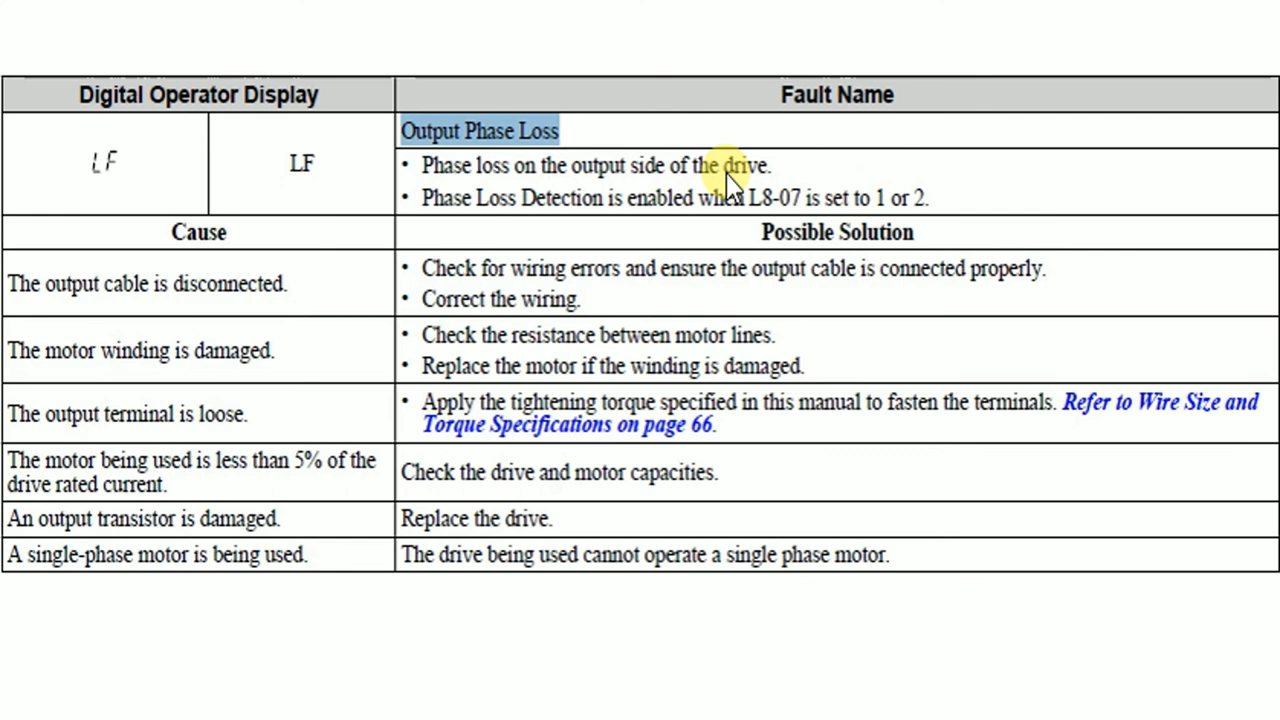 Digital Operator Display
Fault Name
LF
LF
Output Phase Loss
• Phase loss on the output side of the drive.
• Phase Loss Detection is enabled when L8-07 is set to 1 or 2.
Cause
Possible Solution
The output cable is disconnected.
• Check for wiring errors and ensure the output cable is connected properly.
• Correct the wiring.
The motor winding is damaged.
• Check the resistance between motor lines.
• Replace the motor if the winding is damaged.
The output terminal is loose.
• Apply the tightening torque specified in this manual to fasten the terminals. Refer to Wire Size and
Torque Specifications on page 66.
The motor being used is less than 5% of the
drive rated current.
Check the drive and motor capacities.
An output transistor is damaged.
Replace the drive.
A single-phase motor is being used.
The drive being used cannot operate a single phase motor.